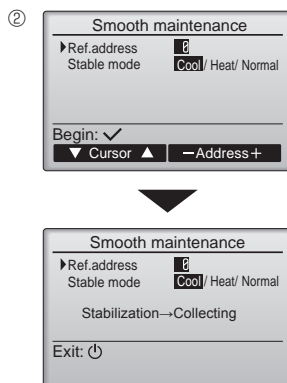 ②
Smooth maintenance
Ref.address 0
Stable mode Cool / Heat / Normal
Begin: ✓
▼ Cursor ▲ −Address+
Smooth maintenance
Ref.address 0
Stable mode Cool / Heat / Normal
Stabilization→Collecting
Exit: ⏻